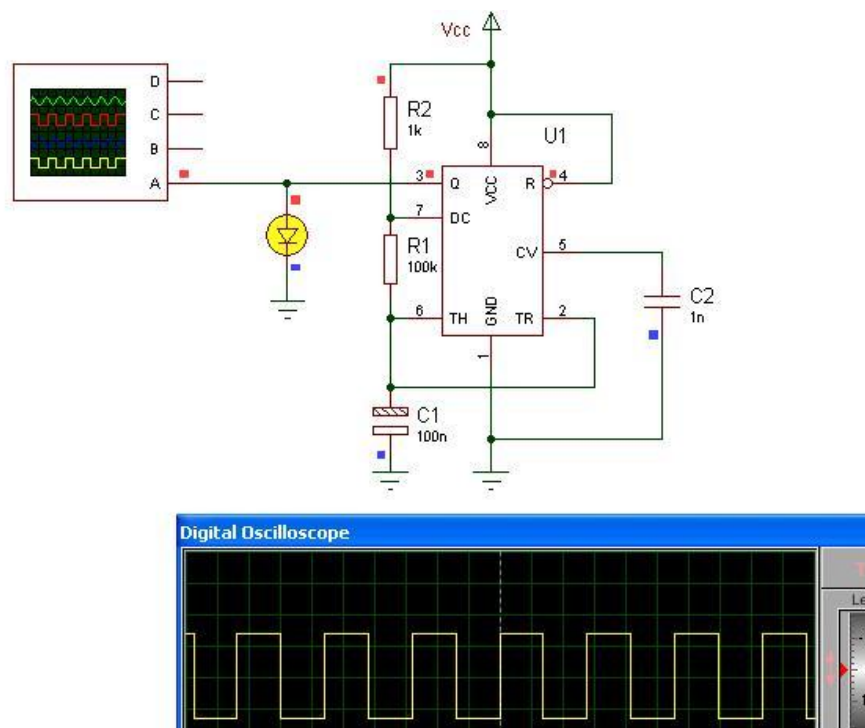 Vcc
D
C
B
A
R2
1k
U1
8
3
Q
VCC
R
4
7
DC
R1
100k
CV
5
C2
1n
6
TH
GND
TR
2
1
C1
100n
Digital Oscilloscope